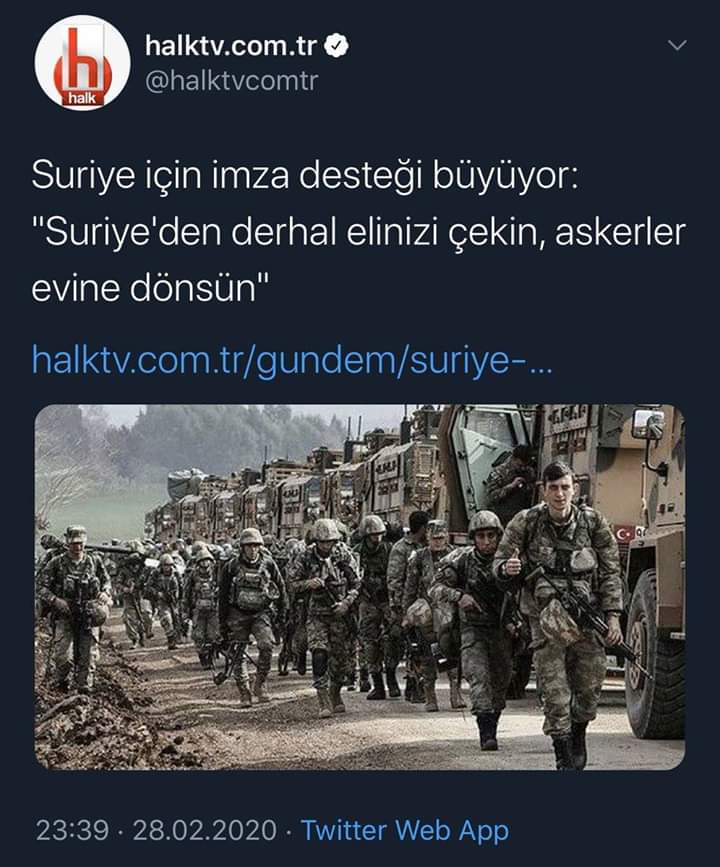 h
halk
halktv.com.tr
@halktvcomtr
Suriye için imza desteği büyüyor:
"Suriye'den derhal elinizi çekin, askerler
evine dönsün"
halktv.com.tr/gundem/suriye-...
23:39 · 28.02.2020 · Twitter Web App